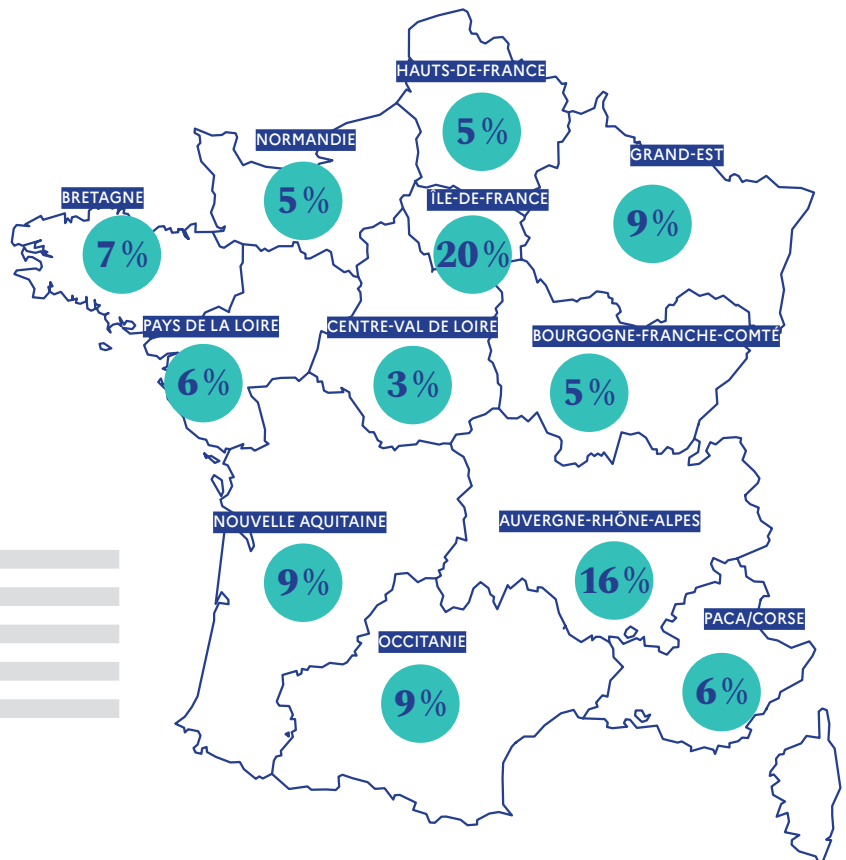 HAUTS-DE-FRANCE
5 %
NORMANDIE
5 %
GRAND-EST
9 %
BRETAGNE
7 %
ÎLE-DE-FRANCE
20 %
PAYS DE LA LOIRE
6 %
CENTRE-VAL DE LOIRE
3 %
BOURGOGNE-FRANCHE-COMTÉ
5 %
NOUVELLE AQUITAINE
9 %
AUVERGNE-RHÔNE-ALPES
16 %
PACA/CORSE
6 %
OCCITANIE
9 %